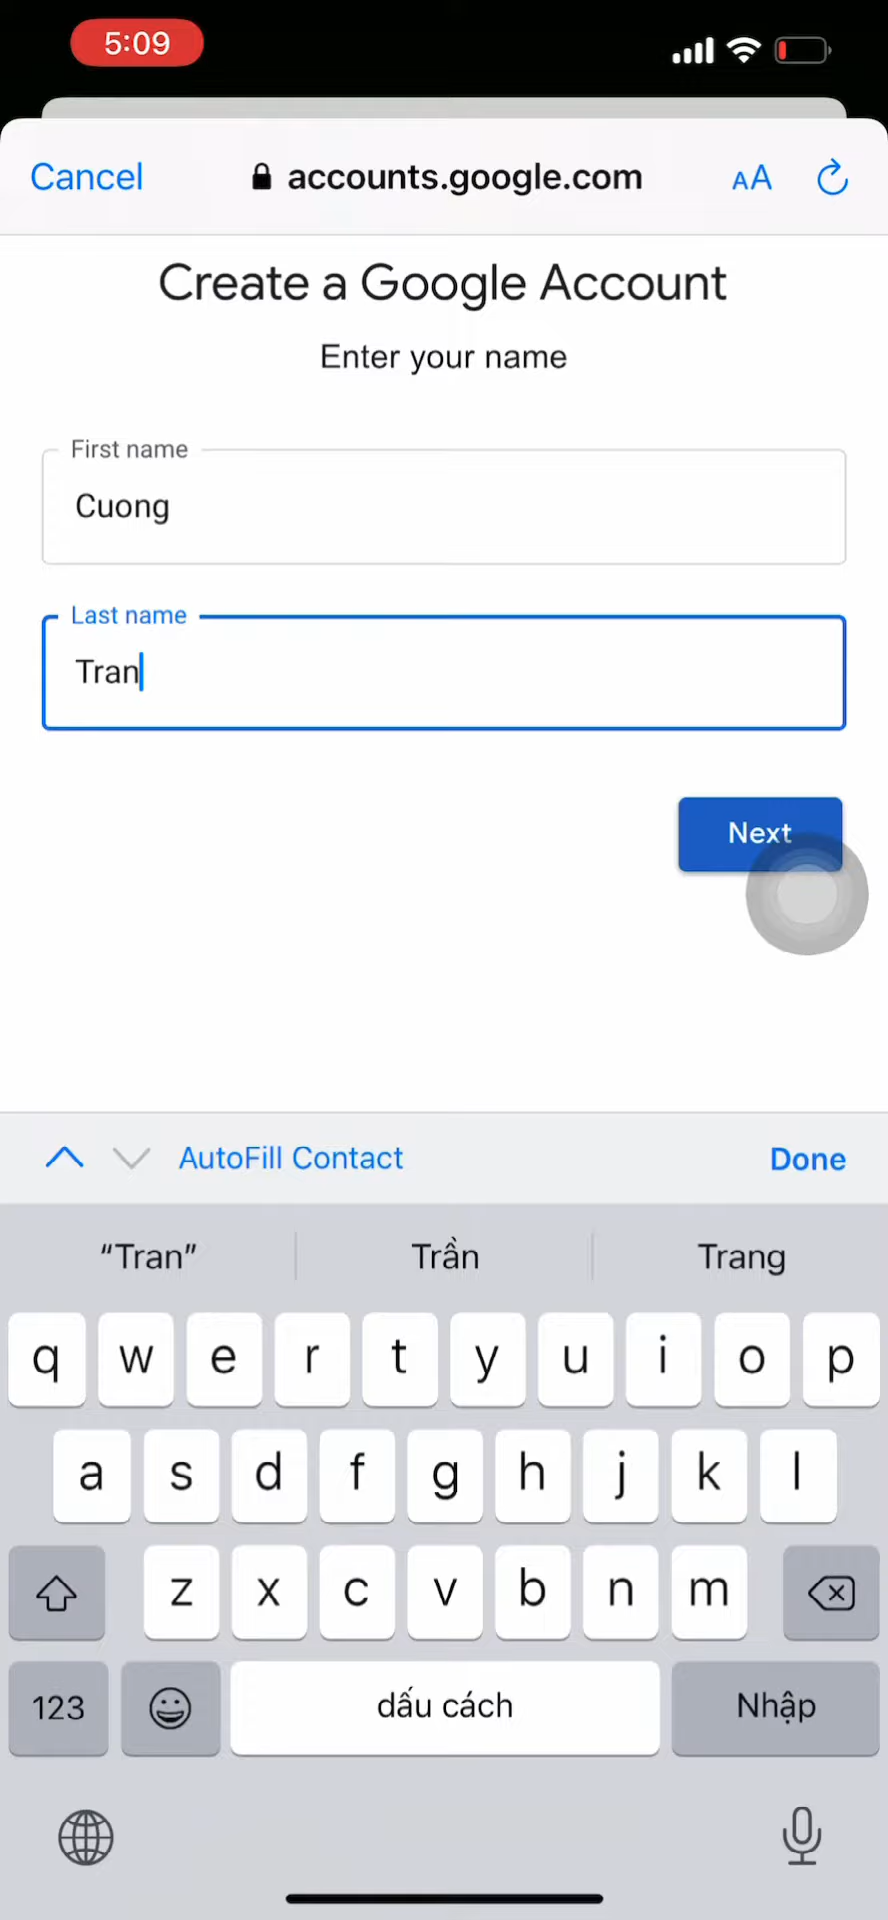 5:09
Cancel
accounts.google.com
AA
Create a Google Account
Enter your name
First name
Cuong
Last name
Tran
Next
AutoFill Contact
Done
“Tran”
Trần
Trang
q w e r t y u i o p
a s d f g h j k l
z x c v b n m
123
dấu cách
Nhập